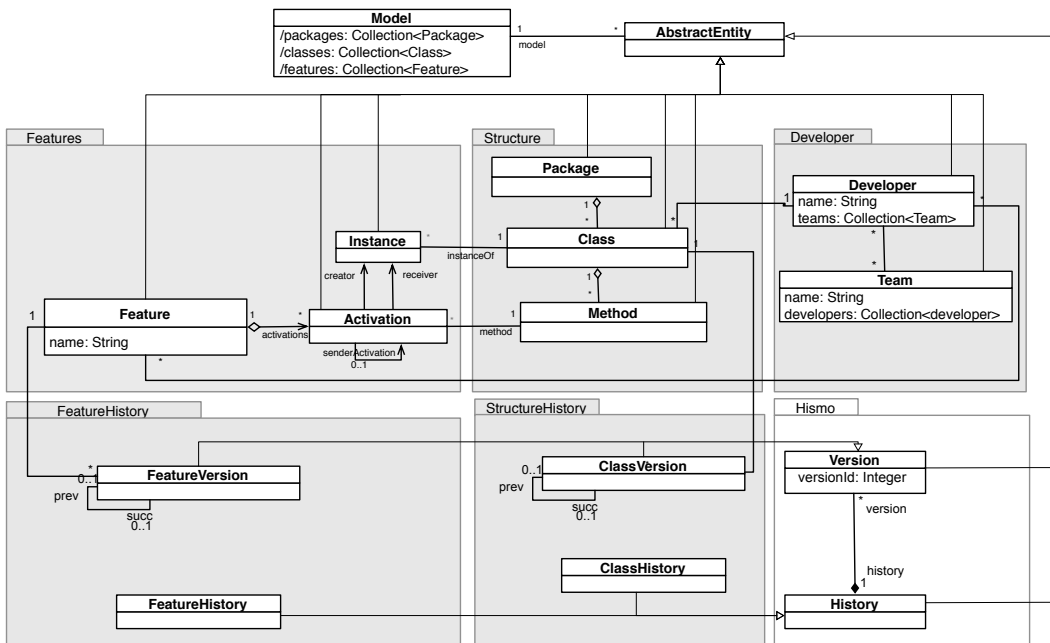 Model
/packages: Collection<Package>
/classes: Collection<Class>
/features: Collection<Feature>
1
model
*
AbstractEntity
Features
Structure
Developer
Package
1
*
Developer
name: String
teams: Collection<Team>
1
*
*
*
*
Instance
*
instanceOf
1
Class
1
1
*
creator
receiver
Team
name: String
developers: Collection<developer>
Feature
name: String
1
1
activations
*
*
Activation
*
senderActivation
0..1
method
1
Method
FeatureHistory
StructureHistory
Hismo
*
0..1
FeatureVersion
prev
succ
0..1
0..1
ClassVersion
prev
succ
0..1
Version
versionId: Integer
*
version
history
1
ClassHistory
FeatureHistory
History